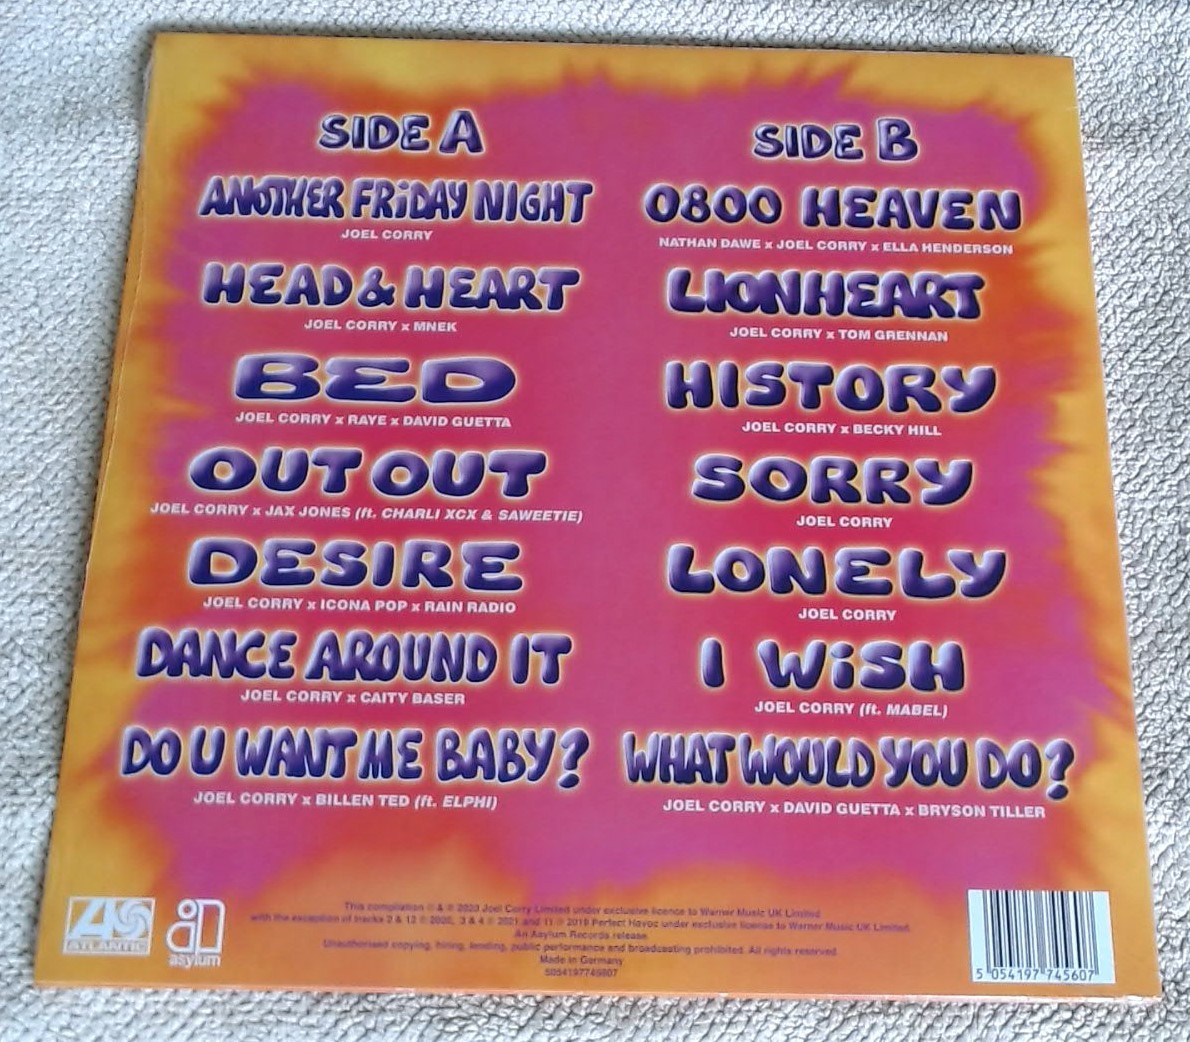 SIDE A
ANOTHER FRiDAY NIGHT
JOEL CORRY
HEAD & HEART
JOEL CORRY x MNEK
BED
JOEL CORRY x RAYE x DAVID GUETTA
OUT OUT
JOEL CORRY x JAX JONES (ft. CHARLI XCX & SAWEETIE)
DESIRE
JOEL CORRY x ICONA POP x RAIN RADIO
DANCE AROUND IT
JOEL CORRY x CAITY BASER
DO U WANT ME BABY?
JOEL CORRY x BILLEN TED (ft. ELPHI)
SIDE B
0800 HEAVEN
NATHAN DAWE x JOEL CORRY x ELLA HENDERSON
LIONHEART
JOEL CORRY x TOM GRENNAN
HISTORY
JOEL CORRY x BECKY HILL
SORRY
JOEL CORRY
LONELY
JOEL CORRY
I WiSH
JOEL CORRY (ft. MABEL)
WHAT WOULD YOU DO?
JOEL CORRY x DAVID GUETTA x BRYSON TILLER
ATLANTIC
asylum
This compilation ℗ & © 2023 Joel Corry Limited under exclusive licence to Warner Music UK Limited
with the exception of tracks 2 & 12 ℗ 2020, 3 & 4 ℗ 2021 and 11 ℗ 2019 Perfect Havoc under exclusive license to Warner Music UK Limited.
An Asylum Records release
Unauthorised copying, hiring, lending, public performance and broadcasting prohibited. All rights reserved
Made in Germany
5 054197 745607